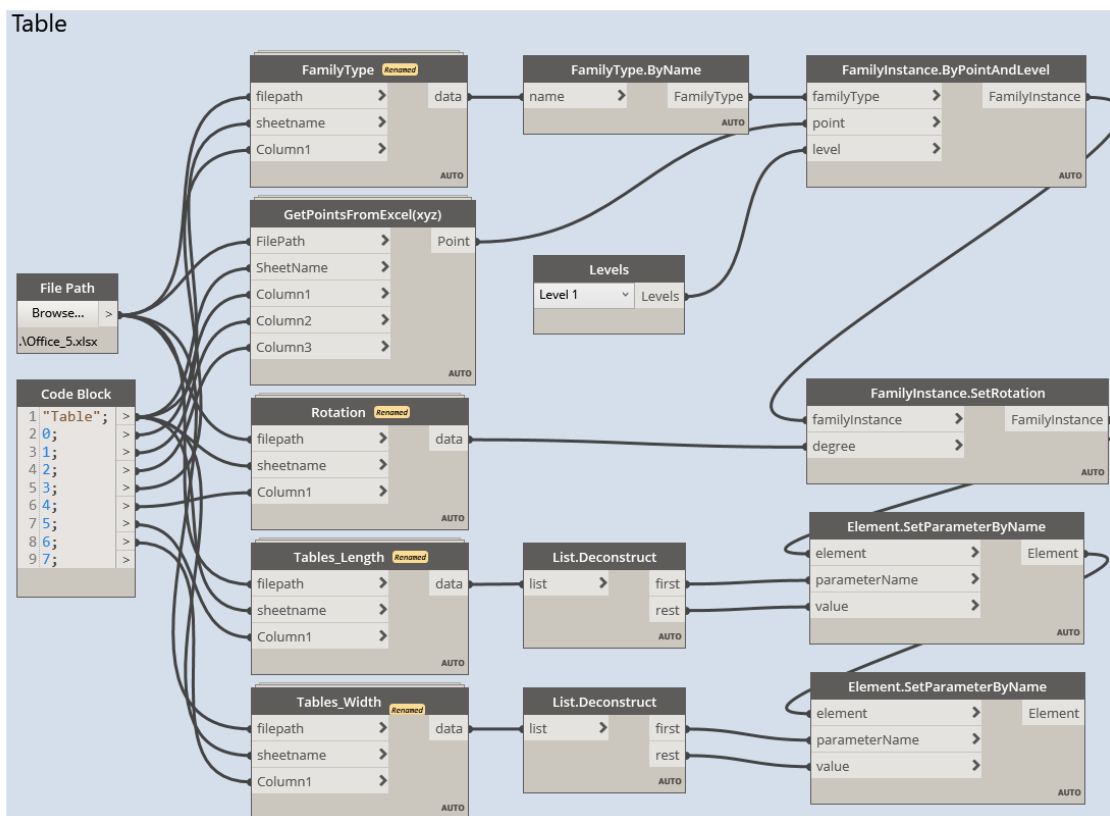 Table
FamilyType Renamed
filepath > data
sheetname >
Column1 >
AUTO
FamilyType.ByName
name > FamilyType
AUTO
FamilyInstance.ByPointAndLevel
familyType > FamilyInstance
point >
level >
AUTO
GetPointsFromExcel(xyz)
FilePath > Point
SheetName >
Column1 >
Column2 >
Column3 >
AUTO
Levels
Level 1 Levels
File Path
Browse... >
.\Office_5.xlsx
Code Block
1 "Table"; >
2 0; >
3 1; >
4 2; >
5 3; >
6 4; >
7 5; >
8 6; >
9 7; >
Rotation Renamed
filepath > data
sheetname >
Column1 >
AUTO
FamilyInstance.SetRotation
familyInstance > FamilyInstance
degree >
AUTO
Tables_Length Renamed
filepath > data
sheetname >
Column1 >
AUTO
List.Deconstruct
list > first
rest
AUTO
Element.SetParameterByName
element > Element
parameterName >
value >
AUTO
Tables_Width Renamed
filepath > data
sheetname >
Column1 >
AUTO
List.Deconstruct
list > first
rest
AUTO
Element.SetParameterByName
element > Element
parameterName >
value >
AUTO